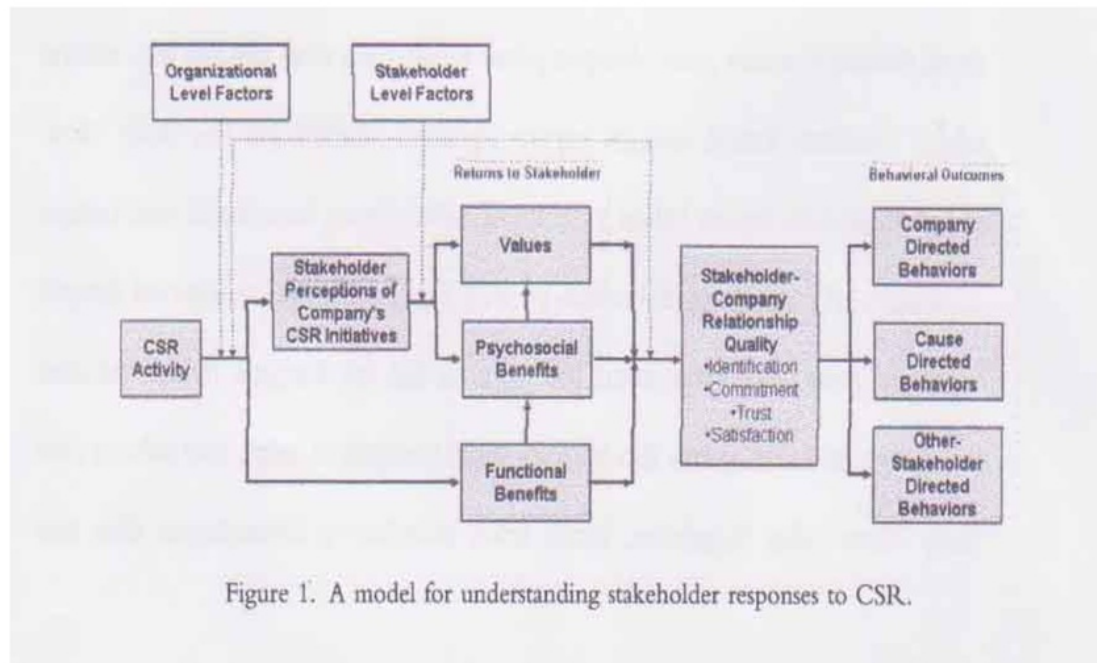 Organizational
Level Factors
Stakeholder
Level Factors
Returns to Stakeholder
Behavioral Outcomes
CSR
Activity
Stakeholder
Perceptions of
Company's
CSR Initiatives
Values
Psychosocial
Benefits
Functional
Benefits
Stakeholder-
Company
Relationship
Quality
•Identification
•Commitment
•Trust
•Satisfaction
Company
Directed
Behaviors
Cause
Directed
Behaviors
Other-
Stakeholder
Directed
Behaviors
Figure 1. A model for understanding stakeholder responses to CSR.